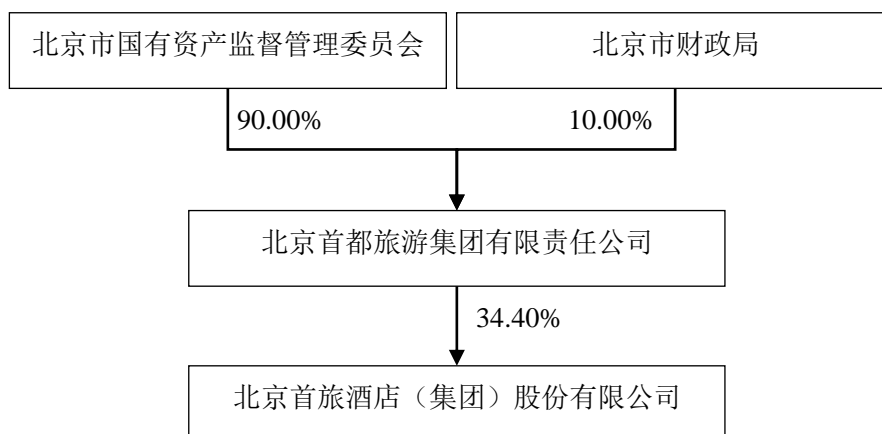 北京市国有资产监督管理委员会
北京市财政局
90.00%
10.00%
北京首都旅游集团有限责任公司
34.40%
北京首旅酒店（集团）股份有限公司